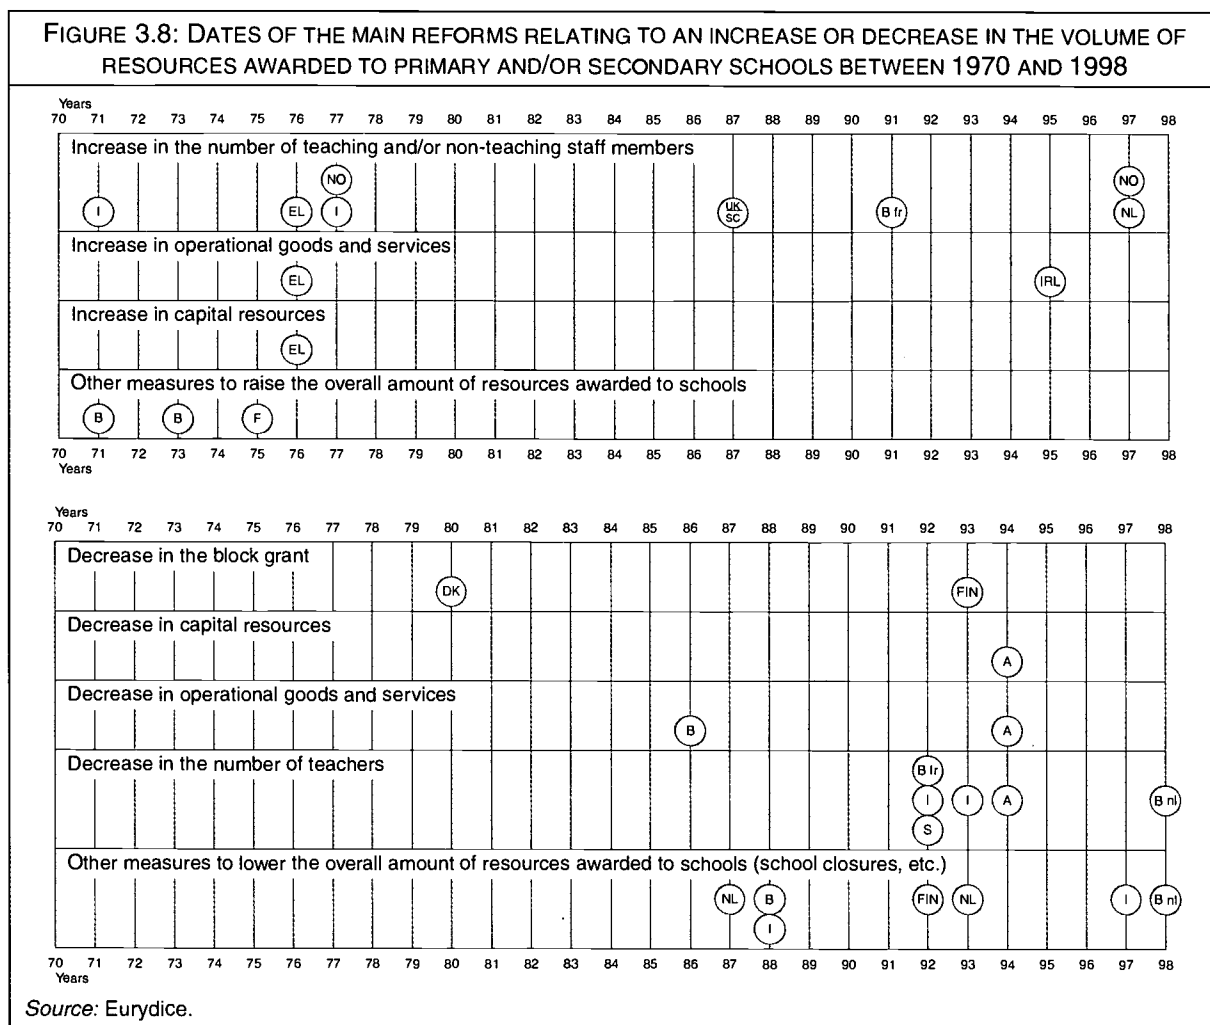 FIGURE 3.8: DATES OF THE MAIN REFORMS RELATING TO AN INCREASE OR DECREASE IN THE VOLUME OF
RESOURCES AWARDED TO PRIMARY AND/OR SECONDARY SCHOOLS BETWEEN 1970 AND 1998
Years
70 71 72 73 74 75 76 77 78 79 80 81 82 83 84 85 86 87 88 89 90 91 92 93 94 95 96 97 98
Increase in the number of teaching and/or non-teaching staff members
NO NO
I EL I UK SC B fr NL
Increase in operational goods and services
EL IRL
Increase in capital resources
EL
Other measures to raise the overall amount of resources awarded to schools
B B F
70 71 72 73 74 75 76 77 78 79 80 81 82 83 84 85 86 87 88 89 90 91 92 93 94 95 96 97 98
Years
Years
70 71 72 73 74 75 76 77 78 79 80 81 82 83 84 85 86 87 88 89 90 91 92 93 94 95 96 97 98
Decrease in the block grant
DK FIN
Decrease in capital resources
A
Decrease in operational goods and services
B A
Decrease in the number of teachers
B fr
I I A B nl
S
Other measures to lower the overall amount of resources awarded to schools (school closures, etc.)
NL B FIN NL I B nl
I
70 71 72 73 74 75 76 77 78 79 80 81 82 83 84 85 86 87 88 89 90 91 92 93 94 95 96 97 98
Years
Source: Eurydice.